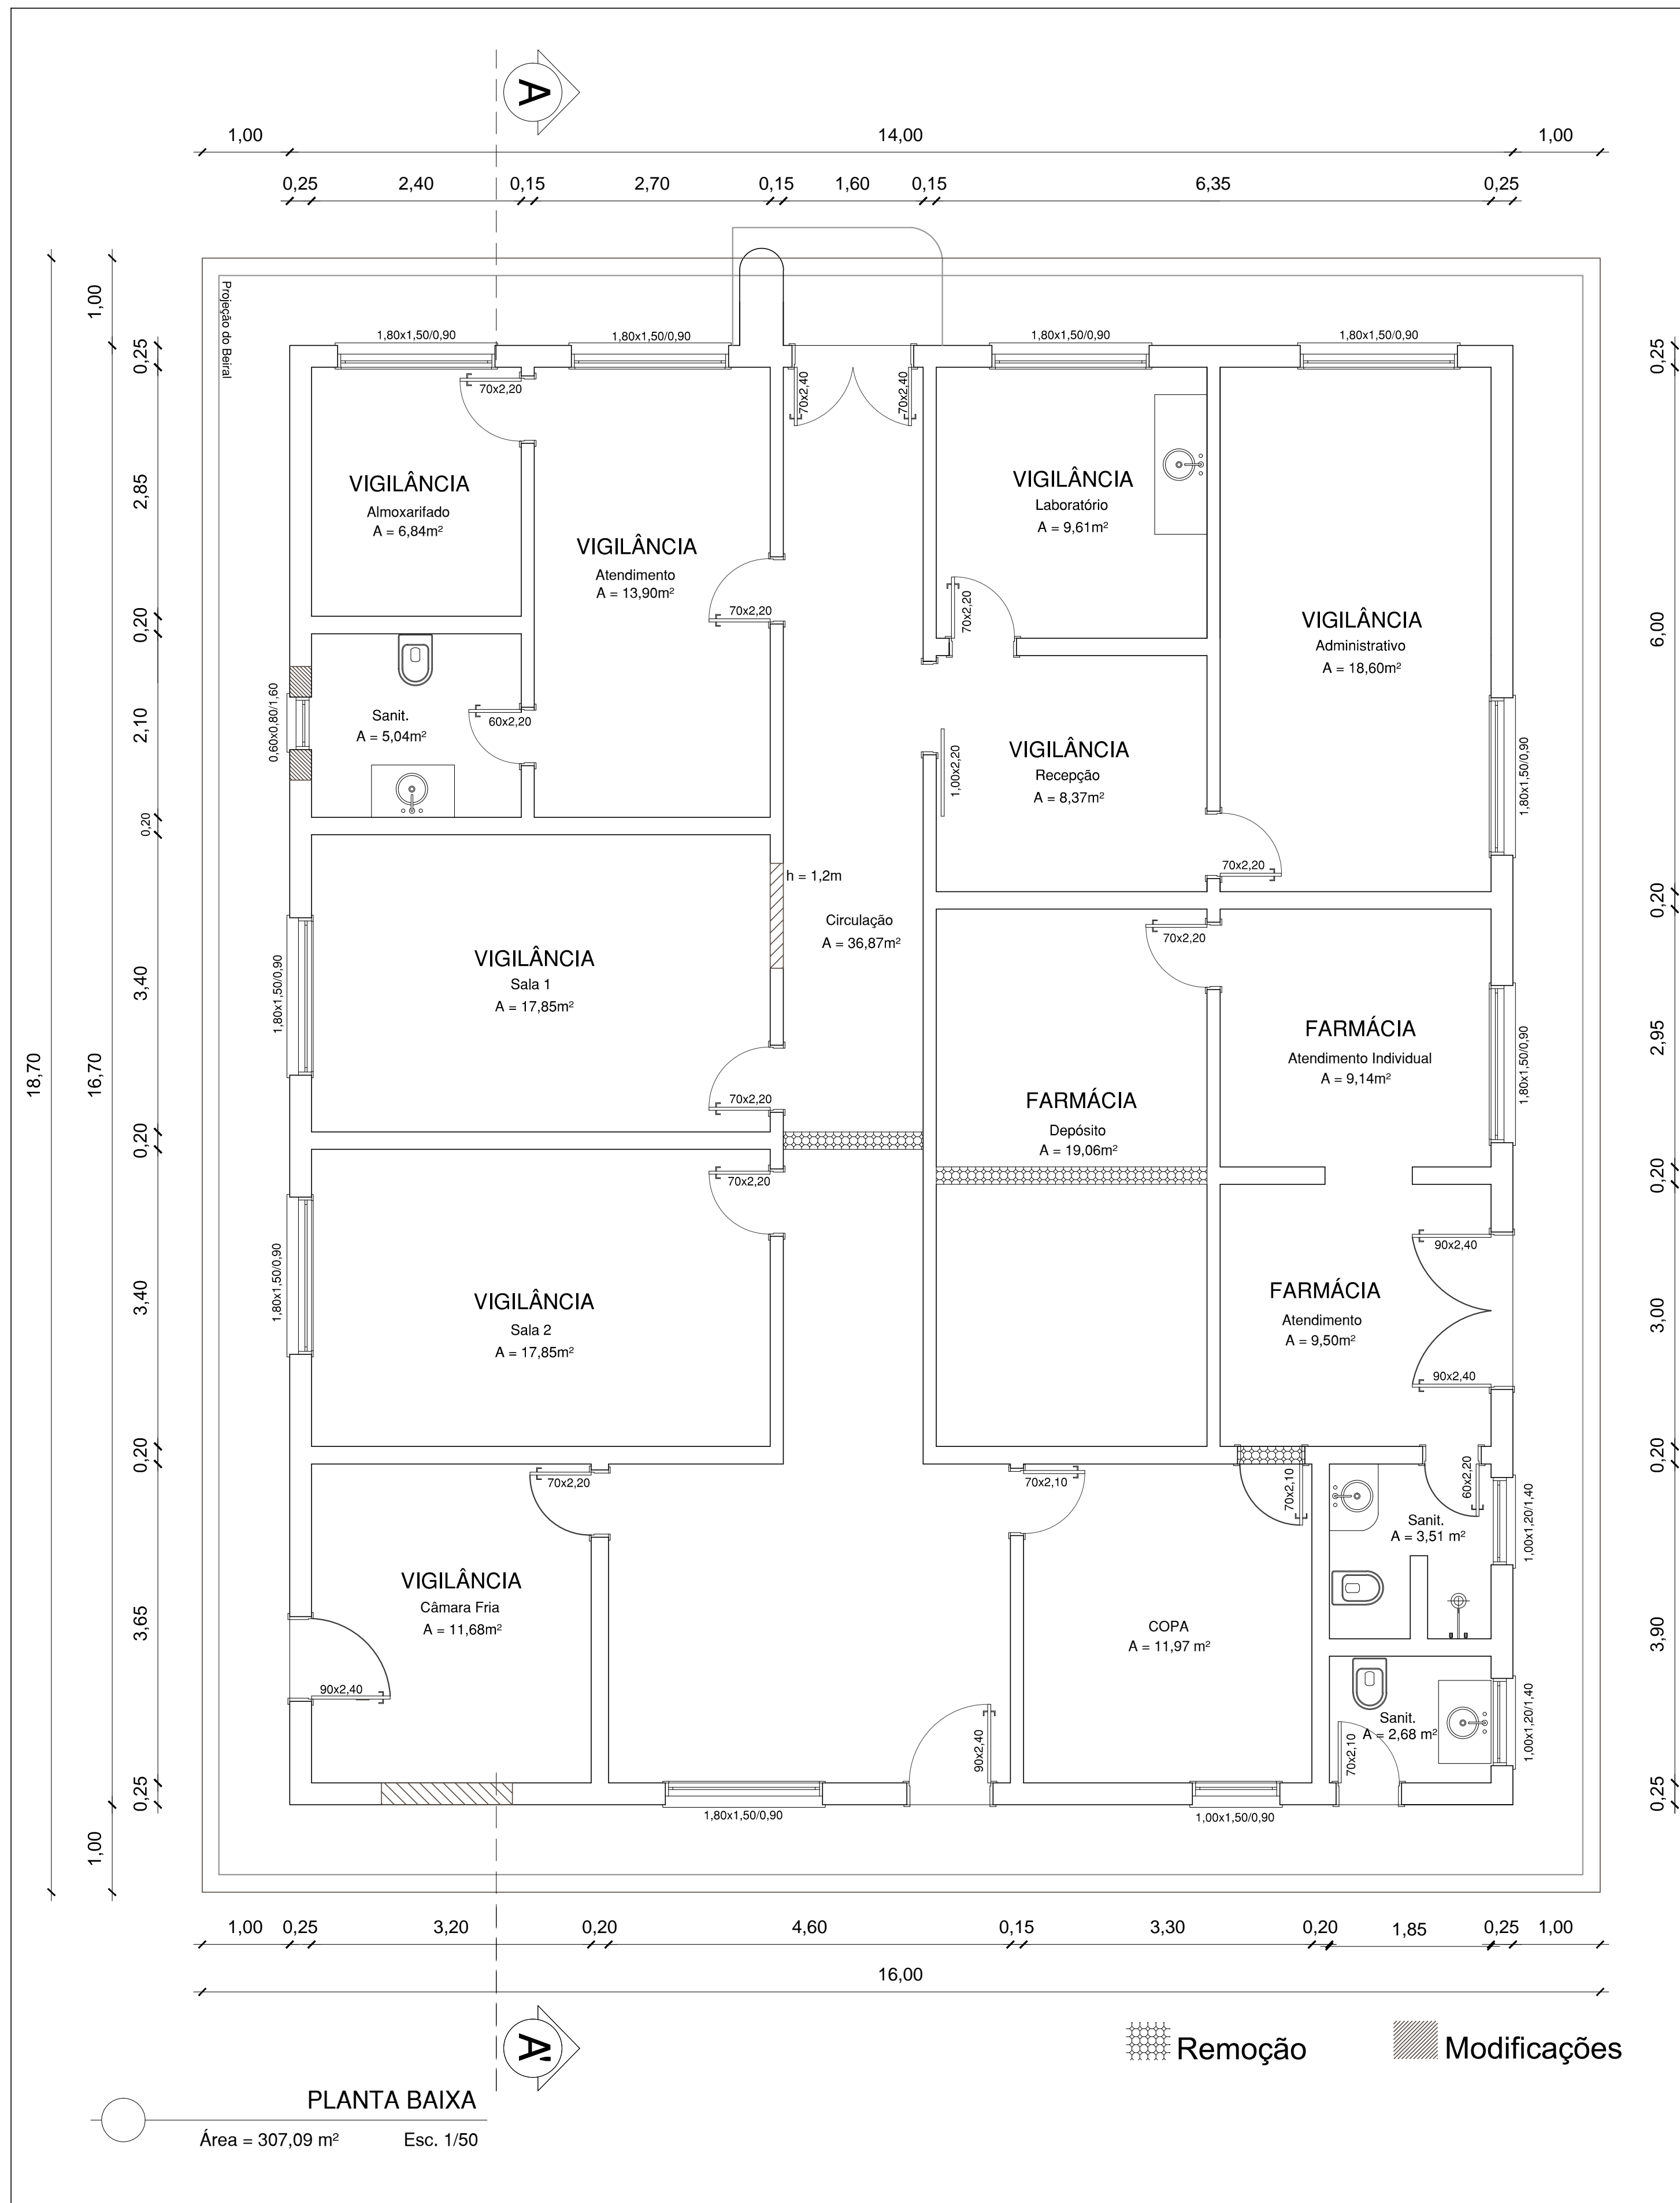 A
1,00 14,00 1,00
0,25 2,40 0,15 2,70 0,15 1,60 0,15 6,35 0,25
Projeção do Beiral
1,80x1,50/0,90
1,80x1,50/0,90
1,80x1,50/0,90
1,80x1,50/0,90
70x2,20
70x2,40
70x2,40
VIGILÂNCIA
Almoxarifado
A = 6,84m²
VIGILÂNCIA
Atendimento
A = 13,90m²
70x2,20
VIGILÂNCIA
Laboratório
A = 9,61m²
70x2,20
VIGILÂNCIA
Administrativo
A = 18,60m²
0,60x0,80/1,60
Sanit.
A = 5,04m²
60x2,20
VIGILÂNCIA
Recepção
A = 8,37m²
1,00x2,20
1,80x1,50/0,90
70x2,20
h = 1,2m
Circulação
A = 36,87m²
VIGILÂNCIA
Sala 1
A = 17,85m²
1,80x1,50/0,90
70x2,20
70x2,20
FARMÁCIA
Atendimento Individual
A = 9,14m²
1,80x1,50/0,90
FARMÁCIA
Depósito
A = 19,06m²
70x2,20
1,80x1,50/0,90
VIGILÂNCIA
Sala 2
A = 17,85m²
90x2,40
FARMÁCIA
Atendimento
A = 9,50m²
90x2,40
70x2,20
70x2,10
70x2,10
60x2,20
Sanit.
A = 3,51 m²
1,00x1,20/1,40
VIGILÂNCIA
Câmara Fria
A = 11,68m²
90x2,40
COPA
A = 11,97 m²
90x2,40
Sanit.
A = 2,68 m²
70x2,10
1,00x1,20/1,40
1,80x1,50/0,90
1,00x1,50/0,90
18,70
1,00
16,70
1,00
0,25
2,85
0,20
2,10
0,20
3,40
0,20
3,40
0,20
3,65
0,25
0,25
6,00
0,20
2,95
0,20
3,00
0,20
3,90
0,25
1,00 0,25 3,20 0,20 4,60 0,15 3,30 0,20 1,85 0,25 1,00
16,00
A'
Remoção
Modificações
PLANTA BAIXA
Área = 307,09 m² Esc. 1/50